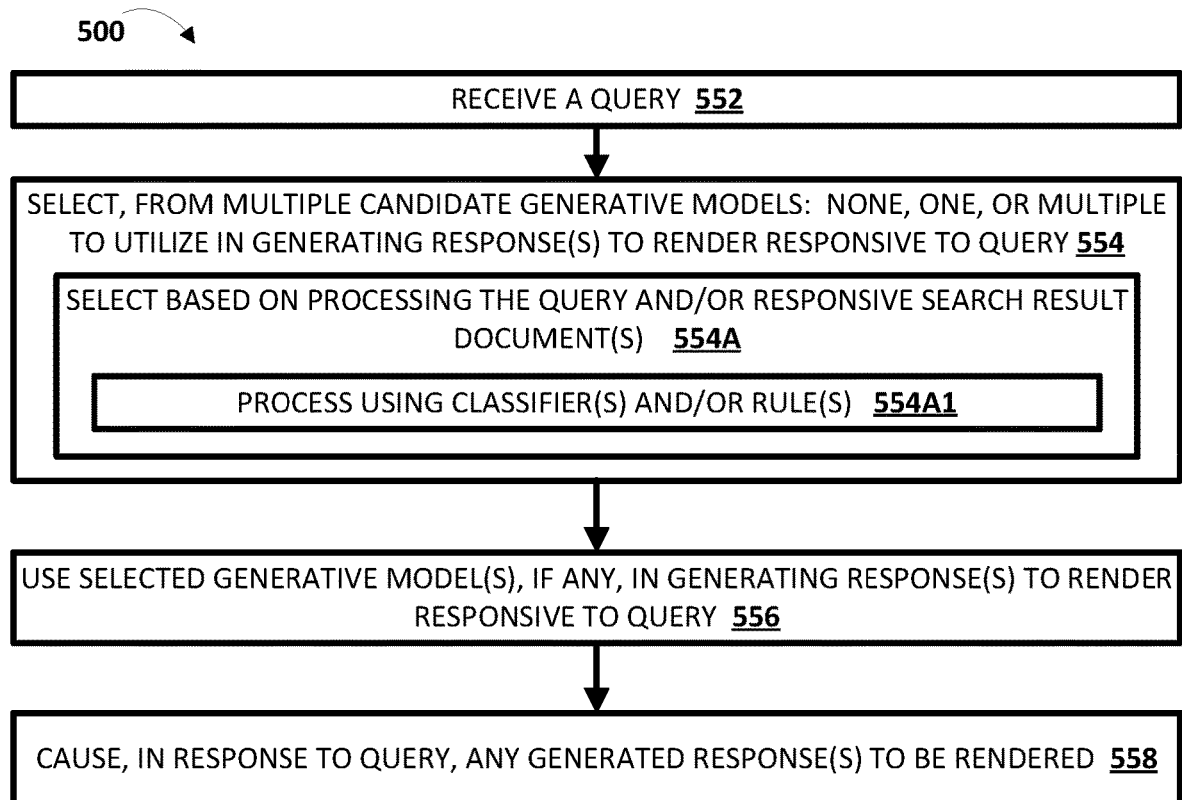 500
RECEIVE A QUERY 552
SELECT, FROM MULTIPLE CANDIDATE GENERATIVE MODELS: NONE, ONE, OR MULTIPLE
TO UTILIZE IN GENERATING RESPONSE(S) TO RENDER RESPONSIVE TO QUERY 554
SELECT BASED ON PROCESSING THE QUERY AND/OR RESPONSIVE SEARCH RESULT
DOCUMENT(S) 554A
PROCESS USING CLASSIFIER(S) AND/OR RULE(S) 554A1
USE SELECTED GENERATIVE MODEL(S), IF ANY, IN GENERATING RESPONSE(S) TO RENDER
RESPONSIVE TO QUERY 556
CAUSE, IN RESPONSE TO QUERY, ANY GENERATED RESPONSE(S) TO BE RENDERED 558